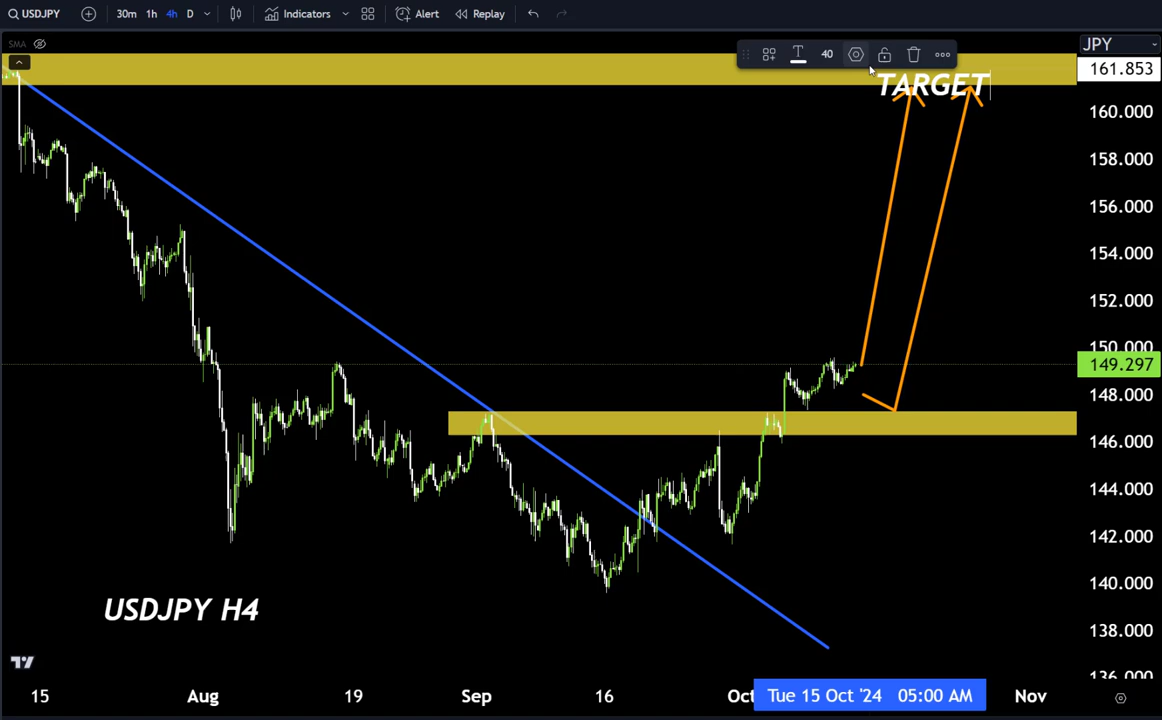 USDJPY 30m 1h 4h D Indicators Alert Replay
SMA
40
JPY
TARGET
161.853
160.000
158.000
156.000
154.000
152.000
150.000
149.297
148.000
146.000
144.000
142.000
140.000
138.000
136.000
USDJPY H4
15 Aug 19 Sep 16 Oct Tue 15 Oct '24 05:00 AM Nov